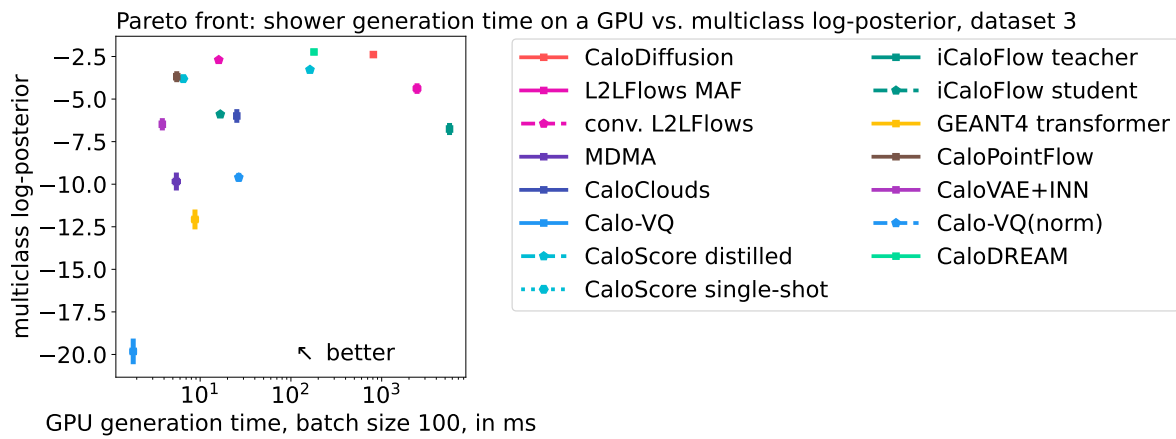 Pareto front: shower generation time on a GPU vs. multiclass log-posterior, dataset 3
multiclass log-posterior
−2.5
−5.0
−7.5
−10.0
−12.5
−15.0
−17.5
−20.0
↖ better
10¹ 10² 10³
GPU generation time, batch size 100, in ms
CaloDiffusion
L2LFlows MAF
conv. L2LFlows
MDMA
CaloClouds
Calo-VQ
CaloScore distilled
CaloScore single-shot
iCaloFlow teacher
iCaloFlow student
GEANT4 transformer
CaloPointFlow
CaloVAE+INN
Calo-VQ(norm)
CaloDREAM